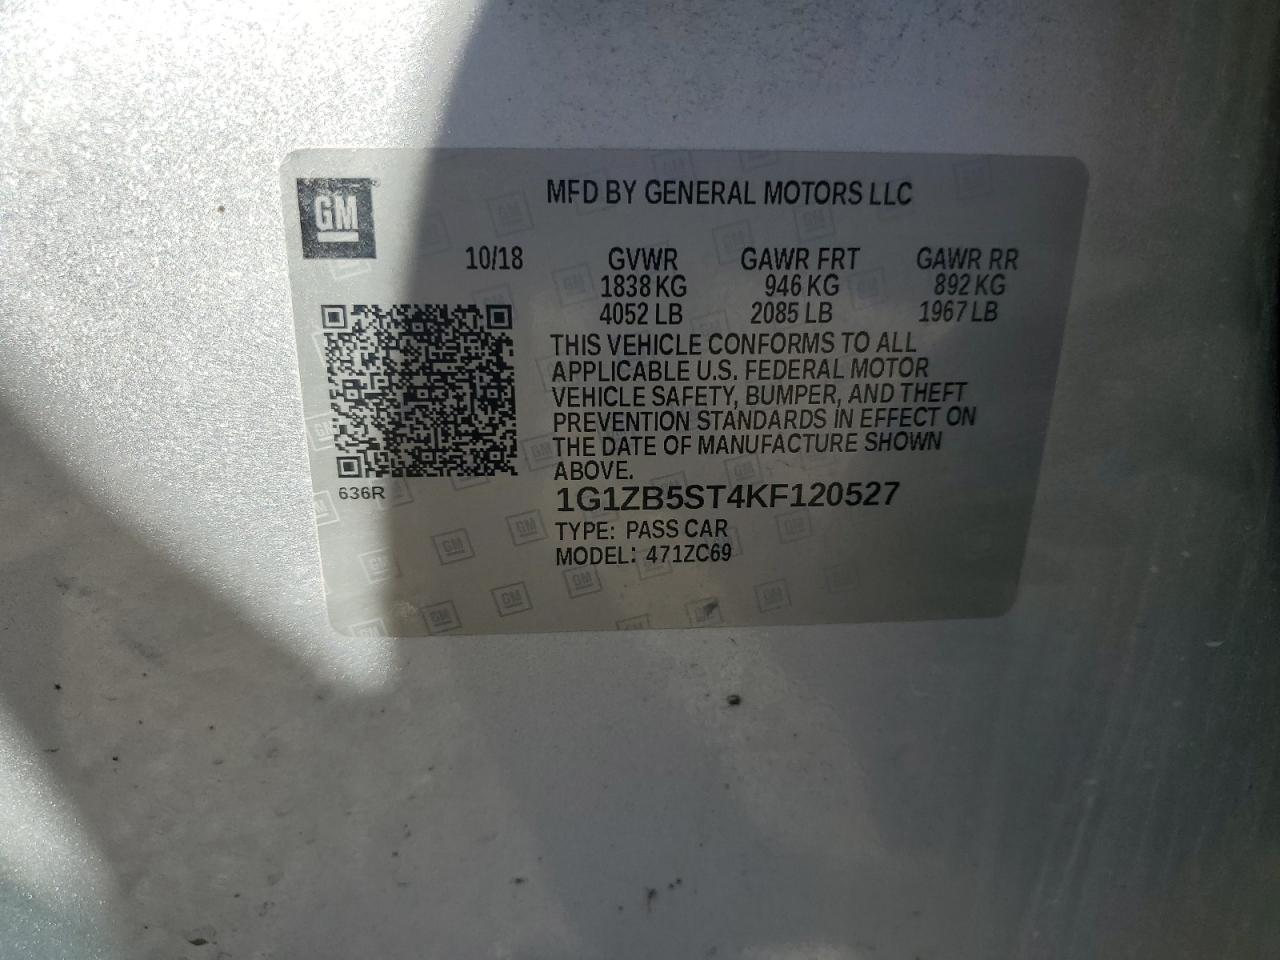 GM
MFD BY GENERAL MOTORS LLC
10/18 GVWR GAWR FRT GAWR RR
1838 KG 946 KG 892 KG
4052 LB 2085 LB 1967 LB
THIS VEHICLE CONFORMS TO ALL
APPLICABLE U.S. FEDERAL MOTOR
VEHICLE SAFETY, BUMPER, AND THEFT
PREVENTION STANDARDS IN EFFECT ON
THE DATE OF MANUFACTURE SHOWN
ABOVE.
636R
1G1ZB5ST4KF120527
TYPE: PASS CAR
MODEL: 471ZC69